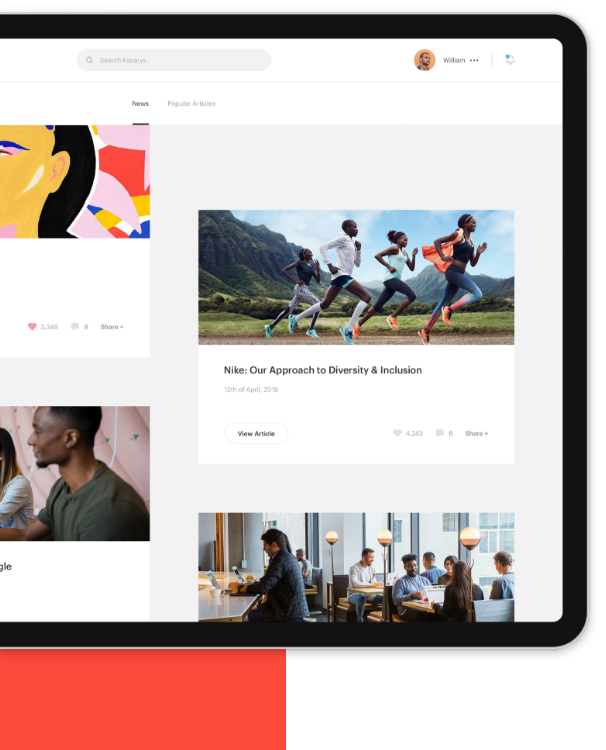 Search Kanarys..
William
News
Popular Articles
3,346 8 Share +
Nike: Our Approach to Diversity & Inclusion
12th of April, 2019
View Article
4,243 6 Share +
gle